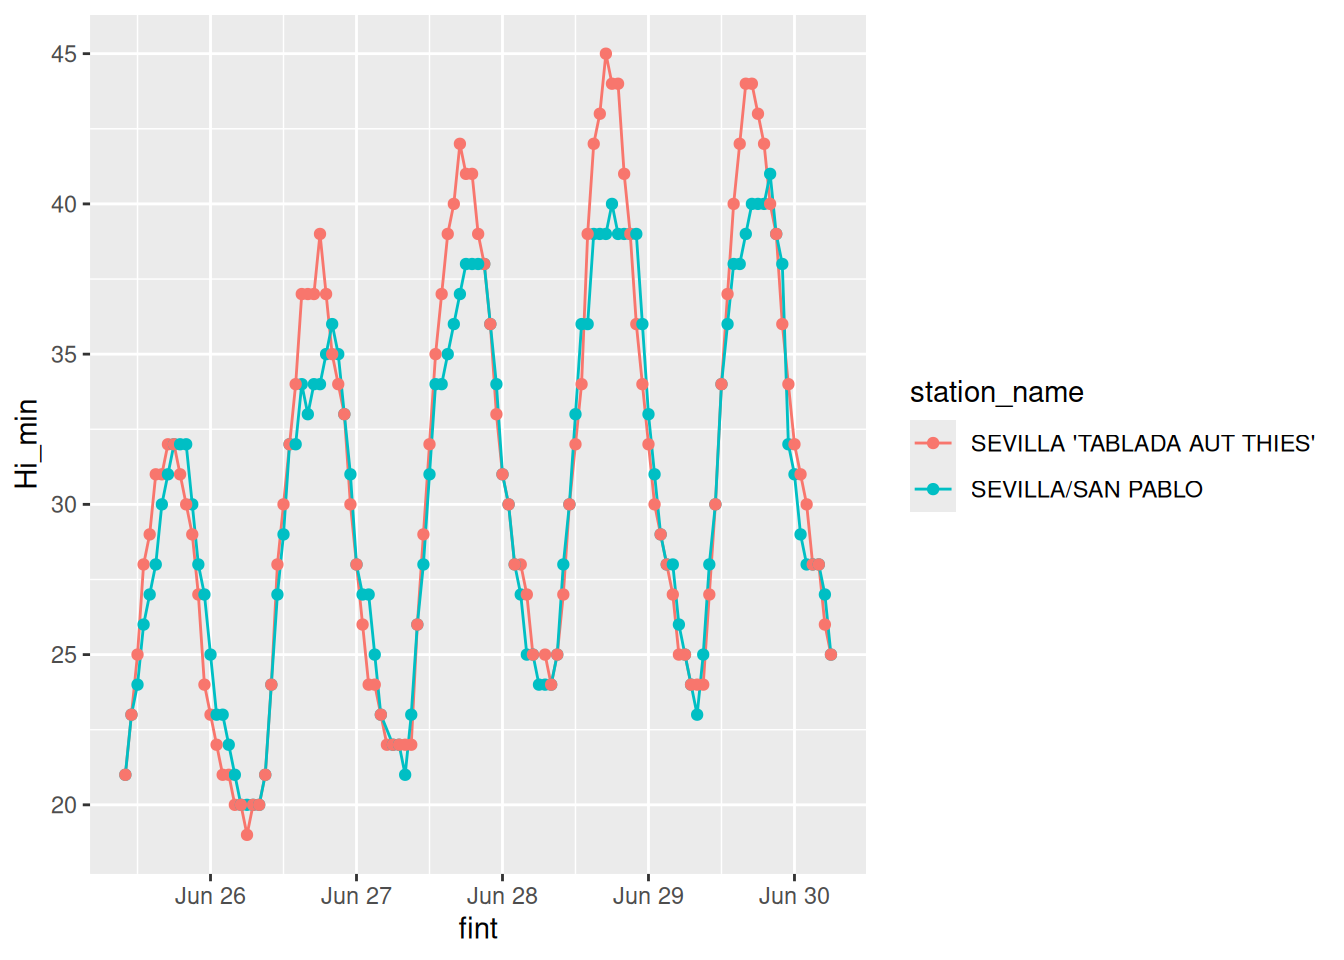 45
40
35
30
25
20
Hi_min
Jun 26 Jun 27 Jun 28 Jun 29 Jun 30
fint
station_name
SEVILLA 'TABLADA AUT THIES'
SEVILLA/SAN PABLO